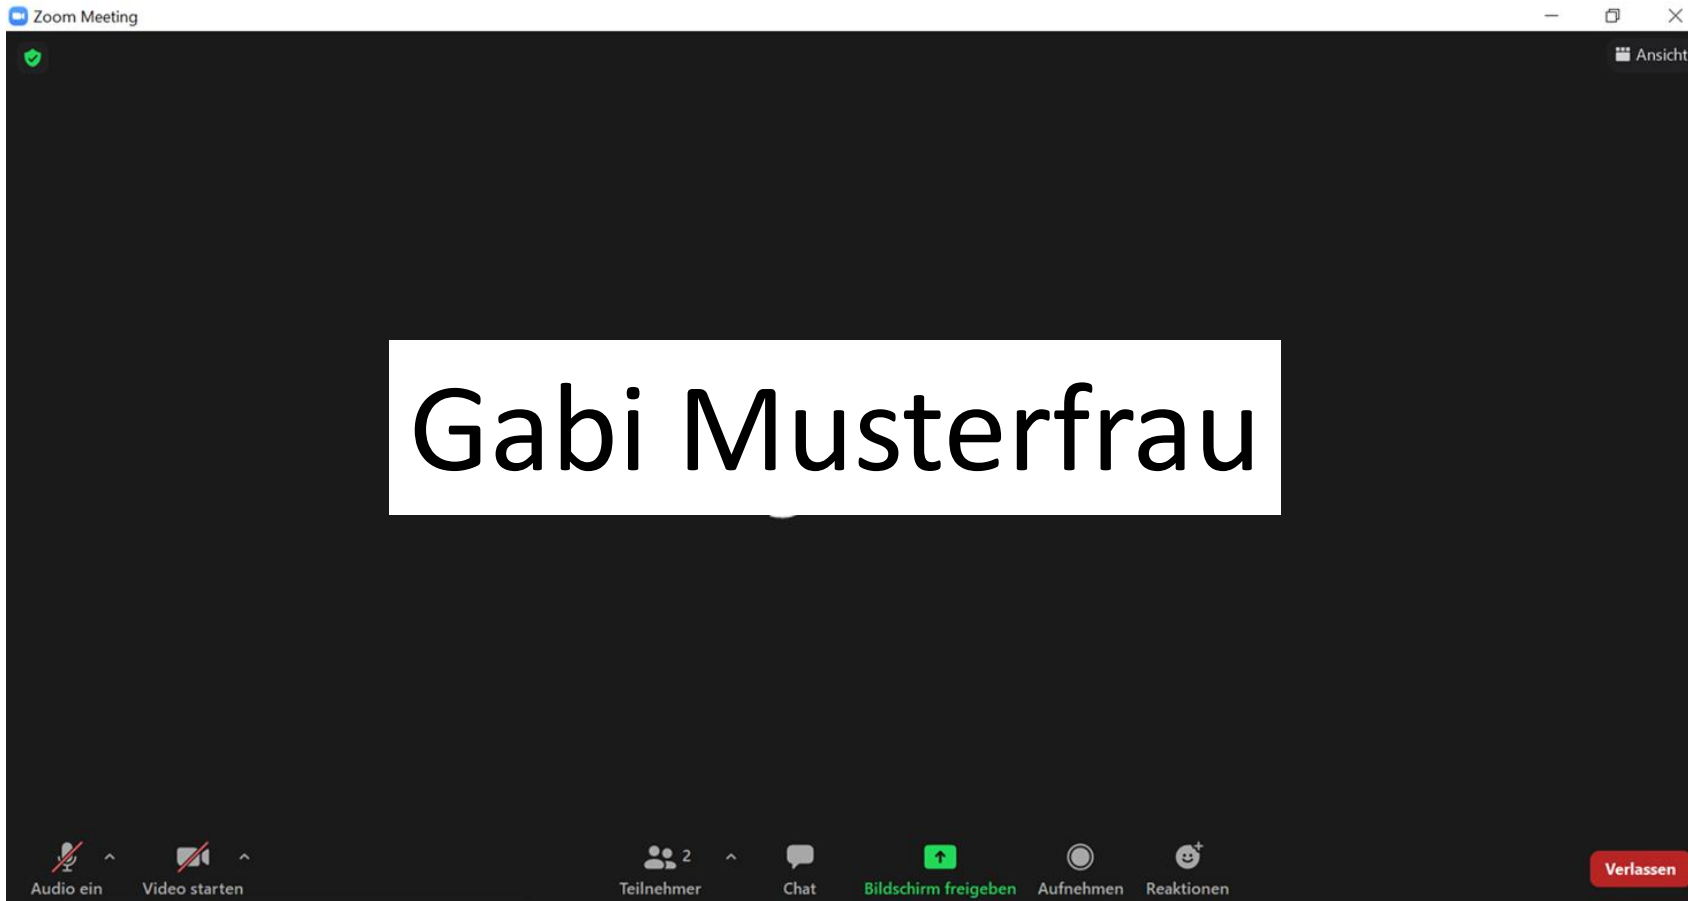 Zoom Meeting
Ansicht
Gabi Musterfrau
2
Audio ein Video starten Teilnehmer Chat Bildschirm freigeben Aufnehmen Reaktionen Verlassen